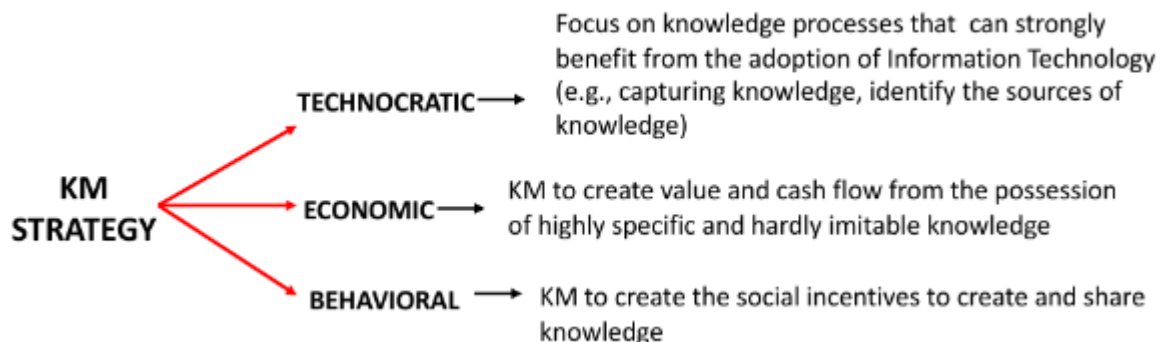 Focus on knowledge processes that can strongly
benefit from the adoption of Information Technology
(e.g., capturing knowledge, identify the sources of
knowledge)
TECHNOCRATIC
KM
STRATEGY
ECONOMIC
KM to create value and cash flow from the possession
of highly specific and hardly imitable knowledge
BEHAVIORAL
KM to create the social incentives to create and share
knowledge